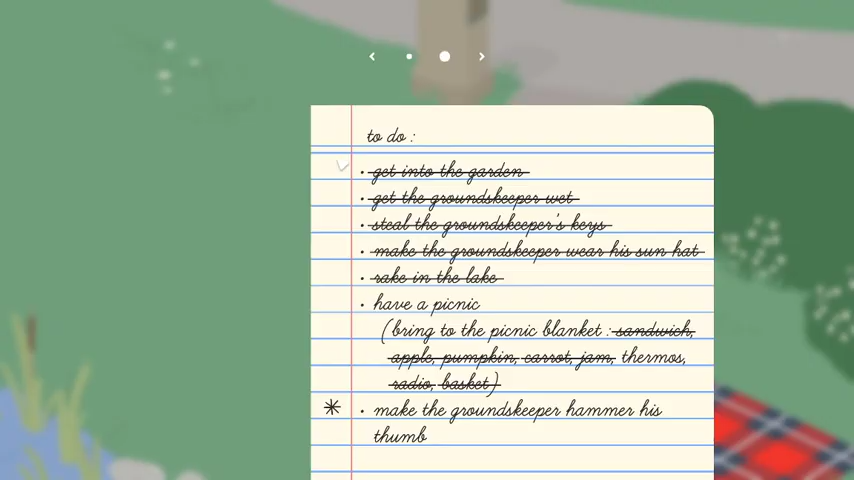 to do :
· get into the garden
· get the groundskeeper wet
· steal the groundskeeper's keys
· make the groundskeeper wear his sun hat
· rake in the lake
· have a picnic
(bring to the picnic blanket : sandwich,
apple, pumpkin, carrot, jam, thermos,
radio, basket)
· make the groundskeeper hammer his
thumb